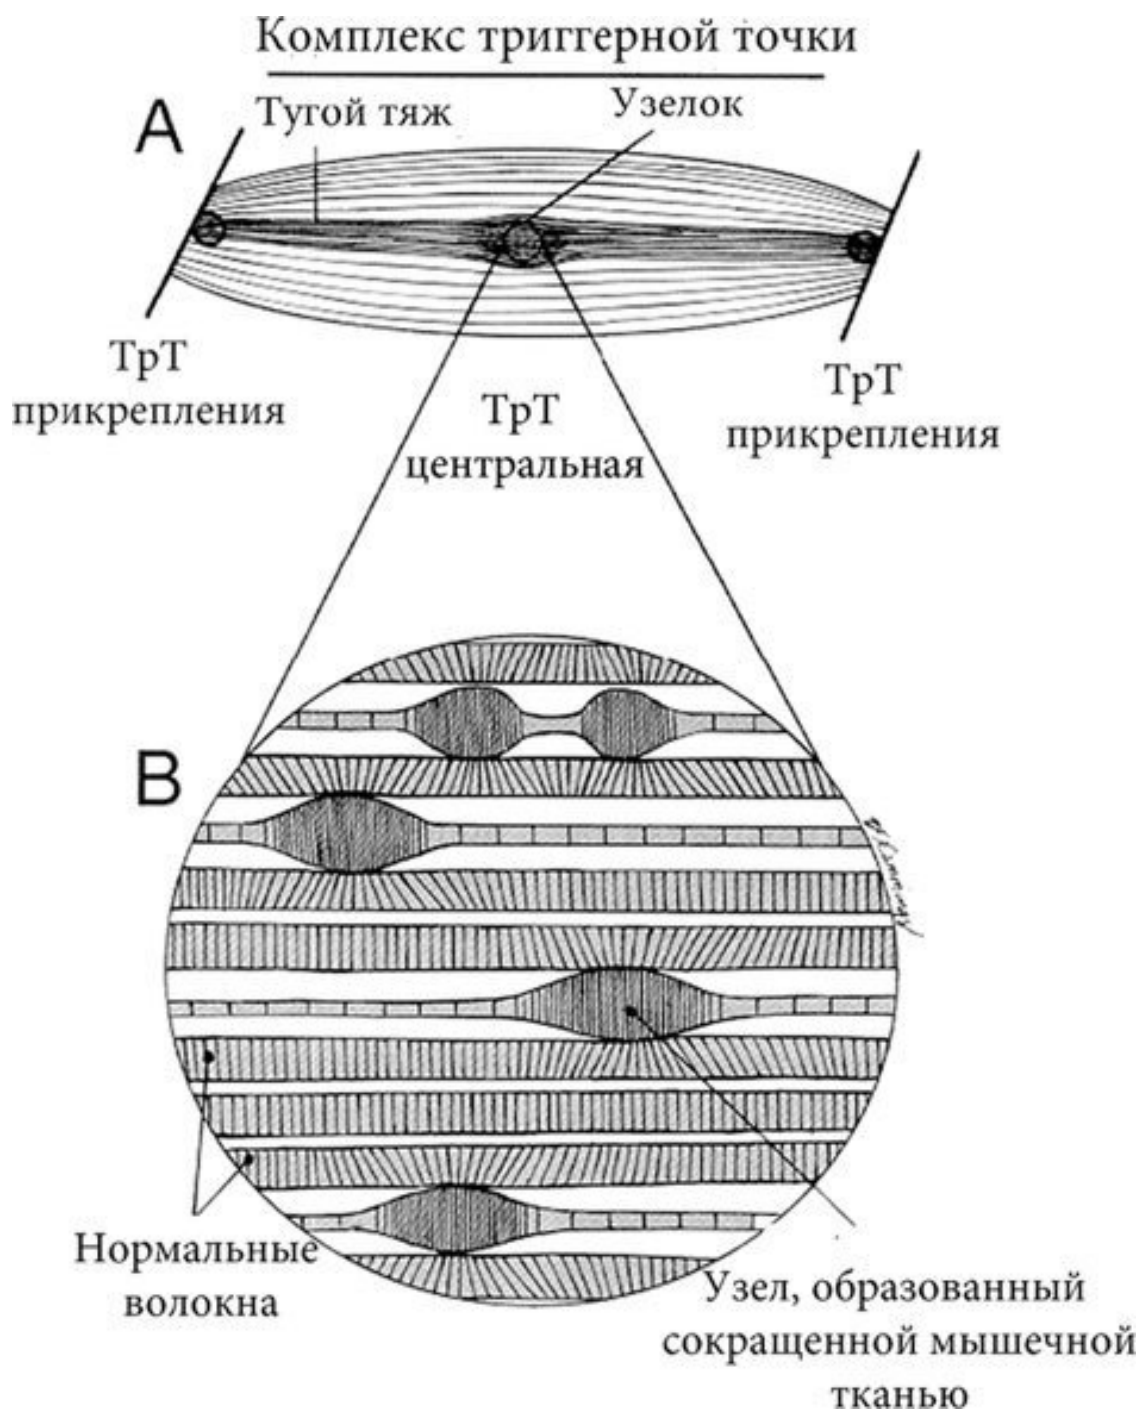 Комплекс триггерной точки
A
Тугой тяж
Узелок
ТрТ
прикрепления
ТрТ
центральная
ТрТ
прикрепления
B
Нормальные
волокна
Узел, образованный
сокращенной мышечной
тканью